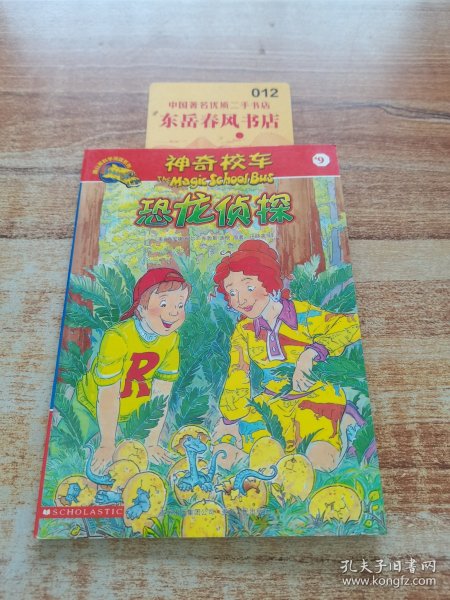 012
中国著名优质二手书店
东岳春风书店
神奇校车
9
The Magic School Bus
恐龙侦探
R
SCHOLASTIC
孔夫子旧书网
www.kongfz.com